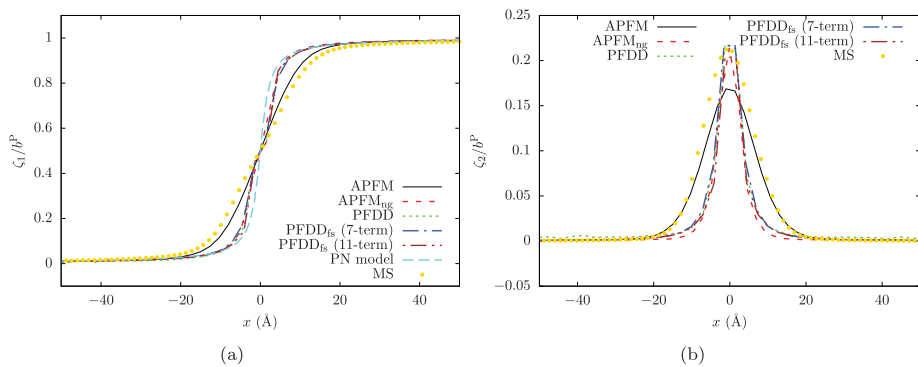 1
0.8
0.6
0.4
0.2
0
−40 −20 0 20 40
ζ₁/bᴾ
x (Å)
APFM
APFMng
PFDD
PFDDfs (7-term)
PFDDfs (11-term)
PN model
MS
(a)
0.25
0.2
0.15
0.1
0.05
0
−0.05
−40 −20 0 20 40
ζ₂/bᴾ
x (Å)
APFM
APFMng
PFDD
PFDDfs (7-term)
PFDDfs (11-term)
MS
(b)